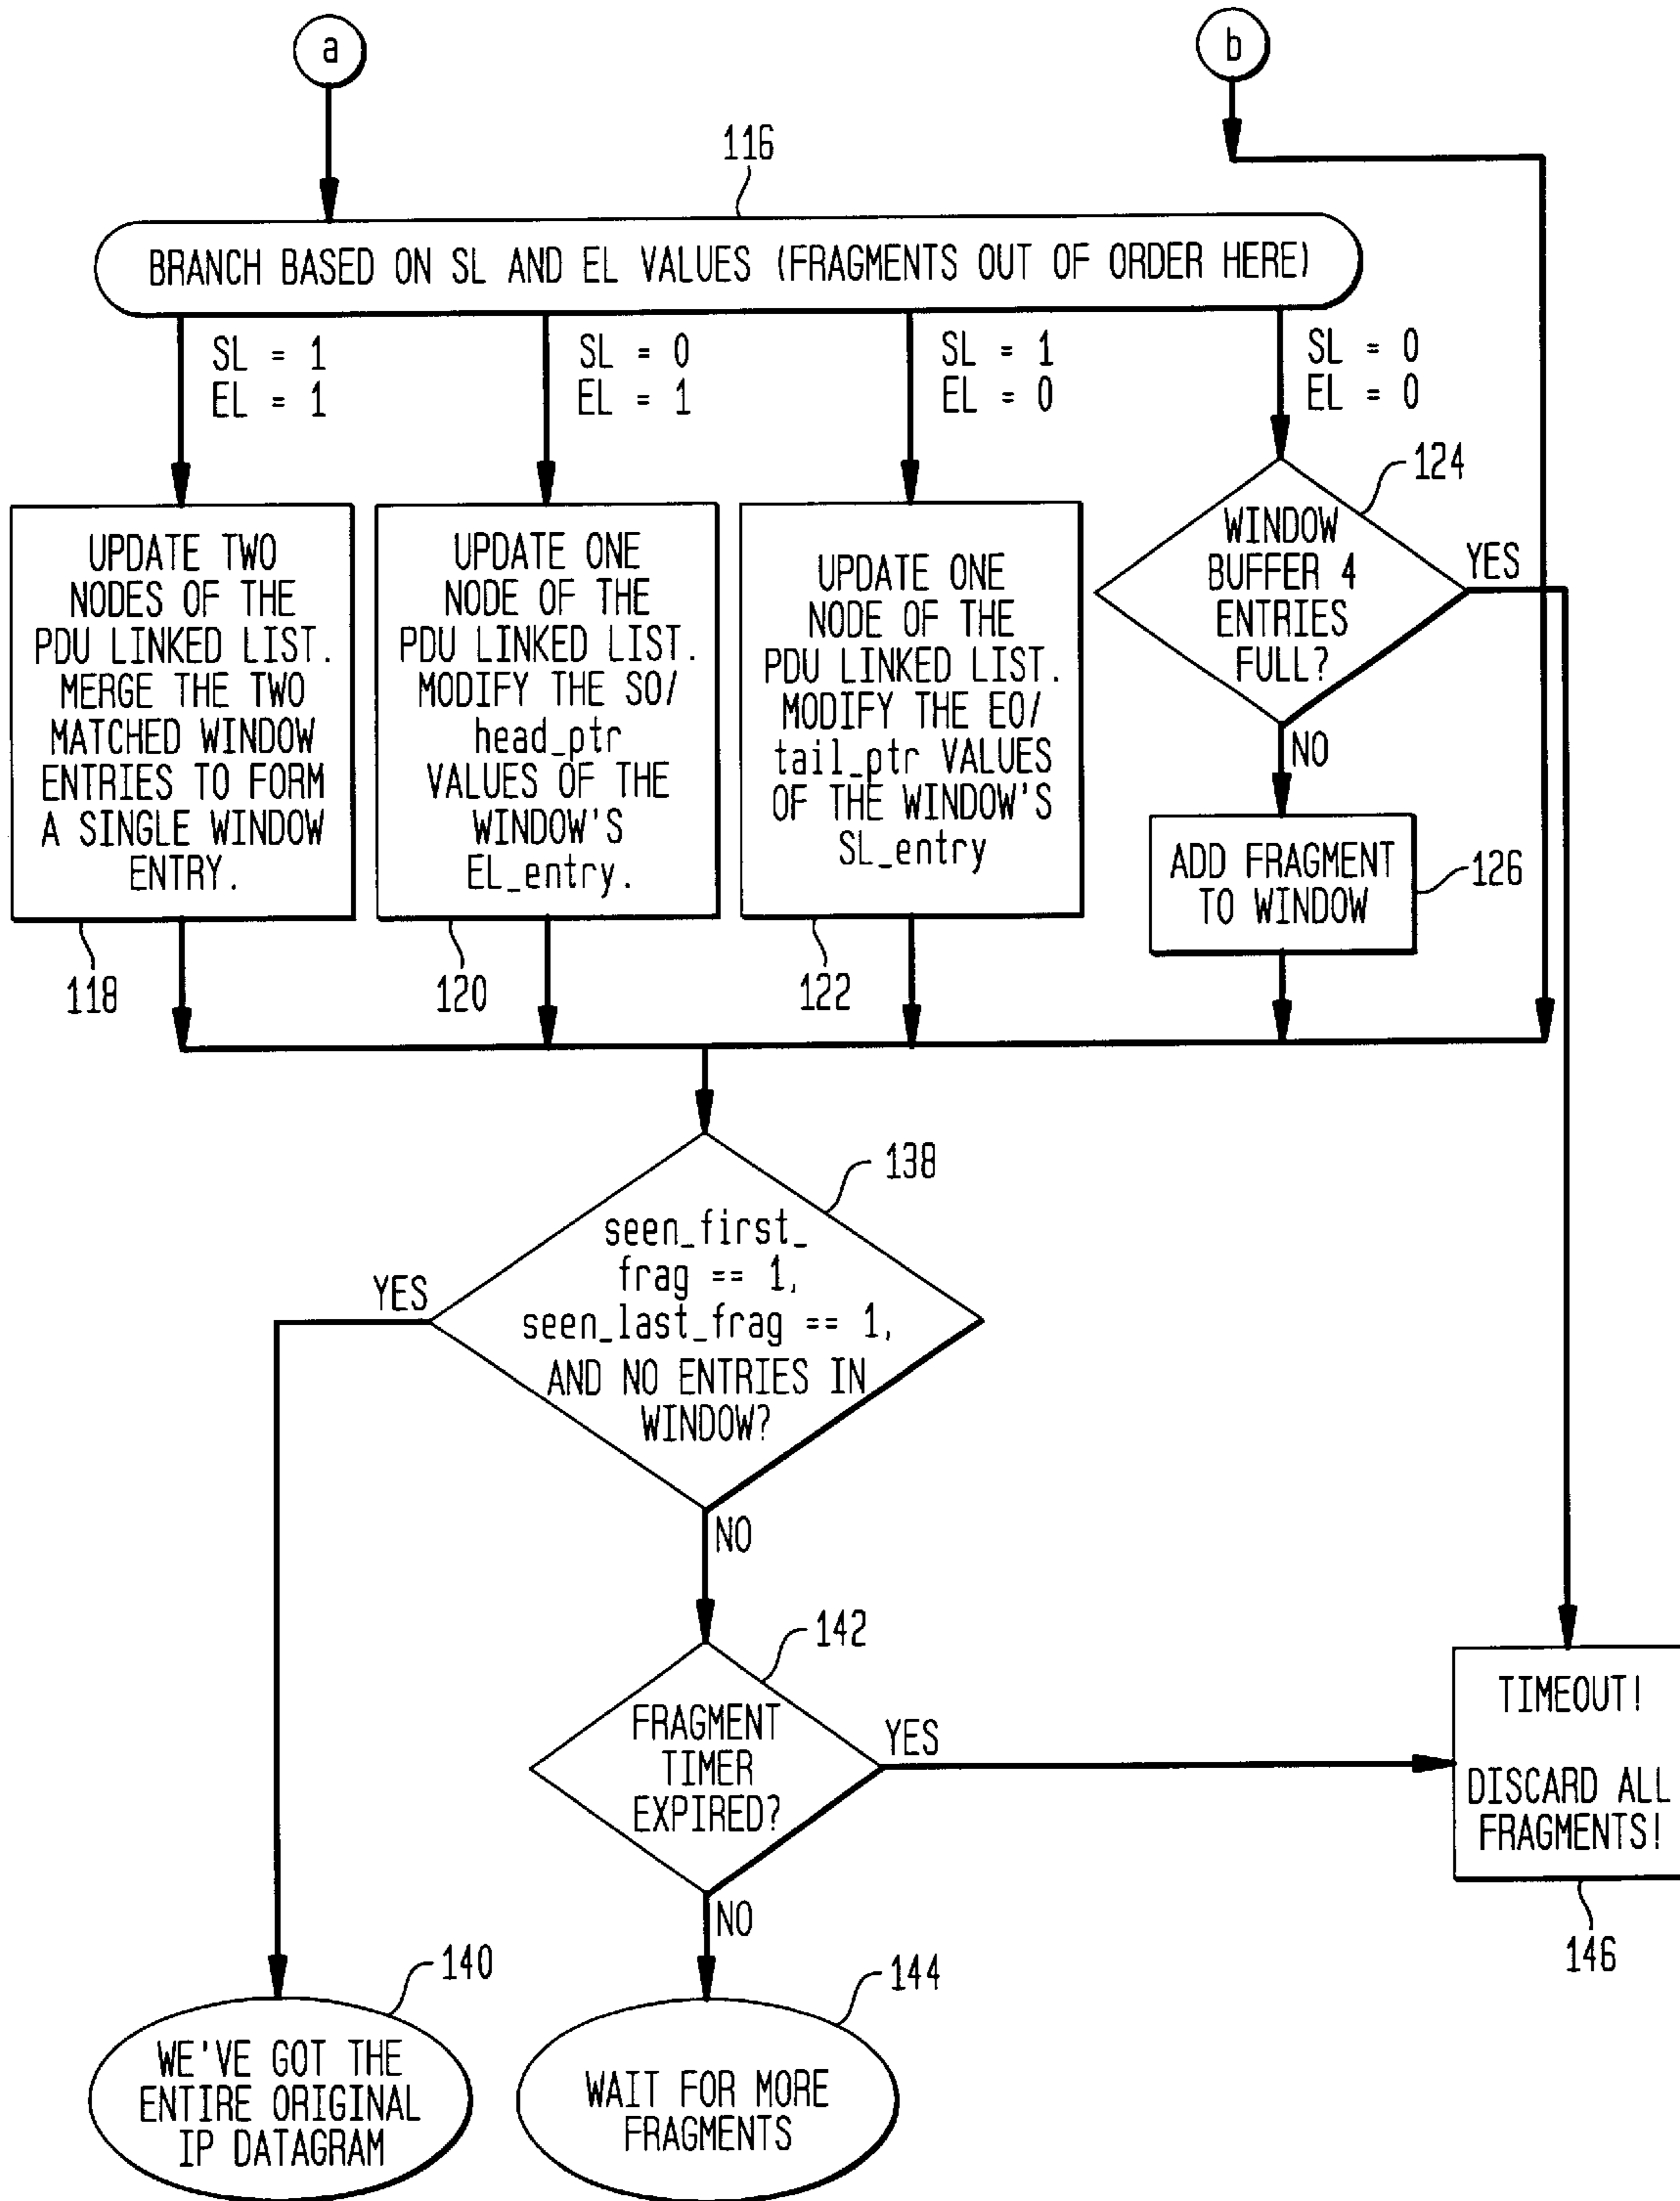 a
b
116
BRANCH BASED ON SL AND EL VALUES (FRAGMENTS OUT OF ORDER HERE)
SL = 1
EL = 1
SL = 0
EL = 1
SL = 1
EL = 0
SL = 0
EL = 0
UPDATE TWO
NODES OF THE
PDU LINKED LIST.
MERGE THE TWO
MATCHED WINDOW
ENTRIES TO FORM
A SINGLE WINDOW
ENTRY.
118
UPDATE ONE
NODE OF THE
PDU LINKED LIST.
MODIFY THE SO/
head_ptr
VALUES OF THE
WINDOW'S
EL_entry.
120
UPDATE ONE
NODE OF THE
PDU LINKED LIST.
MODIFY THE EO/
tail_ptr VALUES
OF THE WINDOW'S
SL_entry
122
124
WINDOW
BUFFER 4
ENTRIES
FULL?
YES
NO
ADD FRAGMENT
TO WINDOW
126
138
seen_first_
frag == 1,
seen_last_frag == 1,
AND NO ENTRIES IN
WINDOW?
YES
NO
142
FRAGMENT
TIMER
EXPIRED?
YES
NO
TIMEOUT!
DISCARD ALL
FRAGMENTS!
146
140
WE'VE GOT THE
ENTIRE ORIGINAL
IP DATAGRAM
144
WAIT FOR MORE
FRAGMENTS